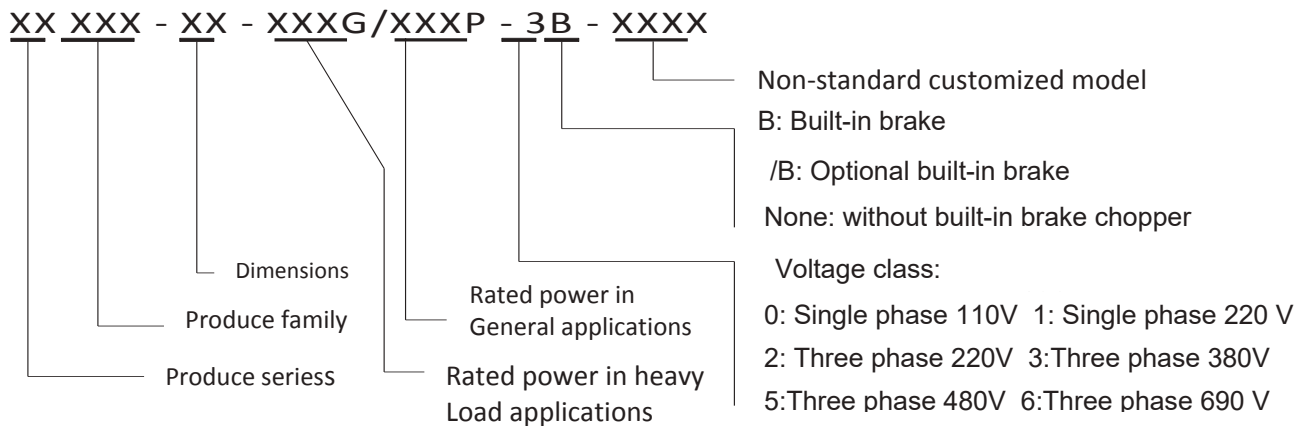 XX XXX - XX - XXXG/XXXP - 3B - XXXX
Non-standard customized model
B: Built-in brake
/B: Optional built-in brake
None: without built-in brake chopper
Dimensions
Produce family
Produce seriess
Rated power in
General applications
Rated power in heavy
Load applications
Voltage class:
0: Single phase 110V 1: Single phase 220 V
2: Three phase 220V 3:Three phase 380V
5:Three phase 480V 6:Three phase 690 V